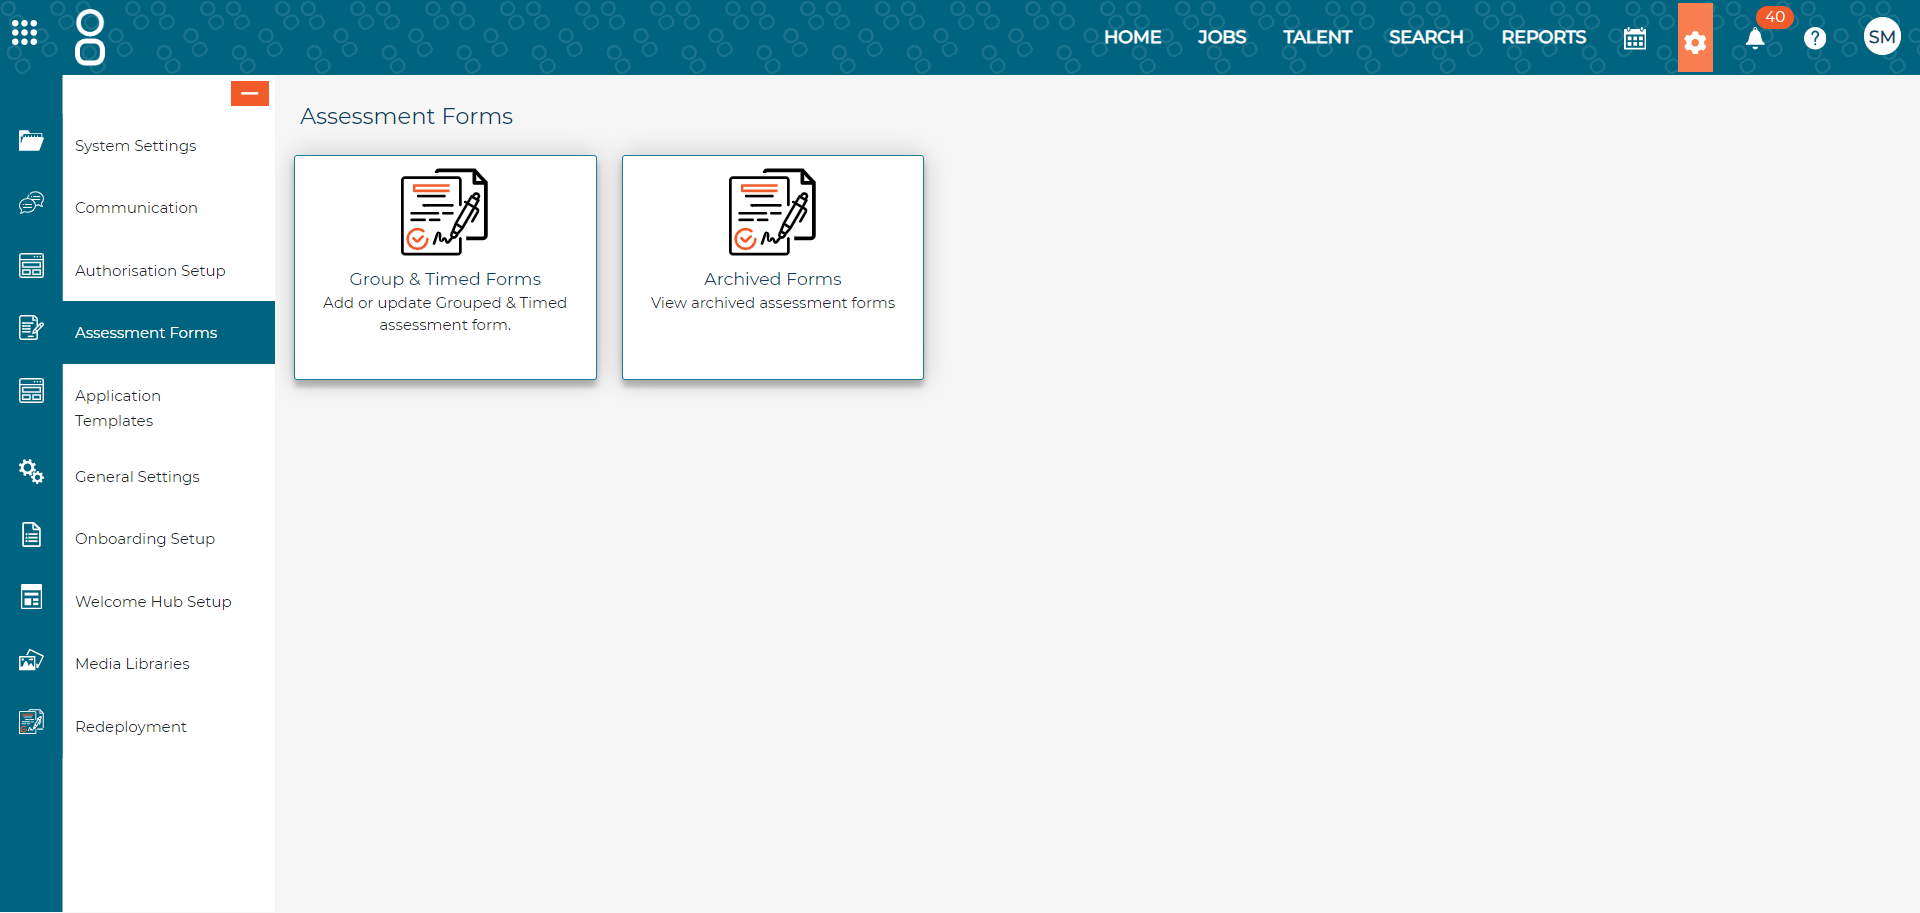 HOME JOBS TALENT SEARCH REPORTS 40 SM
System Settings
Communication
Authorisation Setup
Assessment Forms
Application
Templates
General Settings
Onboarding Setup
Welcome Hub Setup
Media Libraries
Redeployment
Assessment Forms
Group & Timed Forms
Add or update Grouped & Timed
assessment form.
Archived Forms
View archived assessment forms